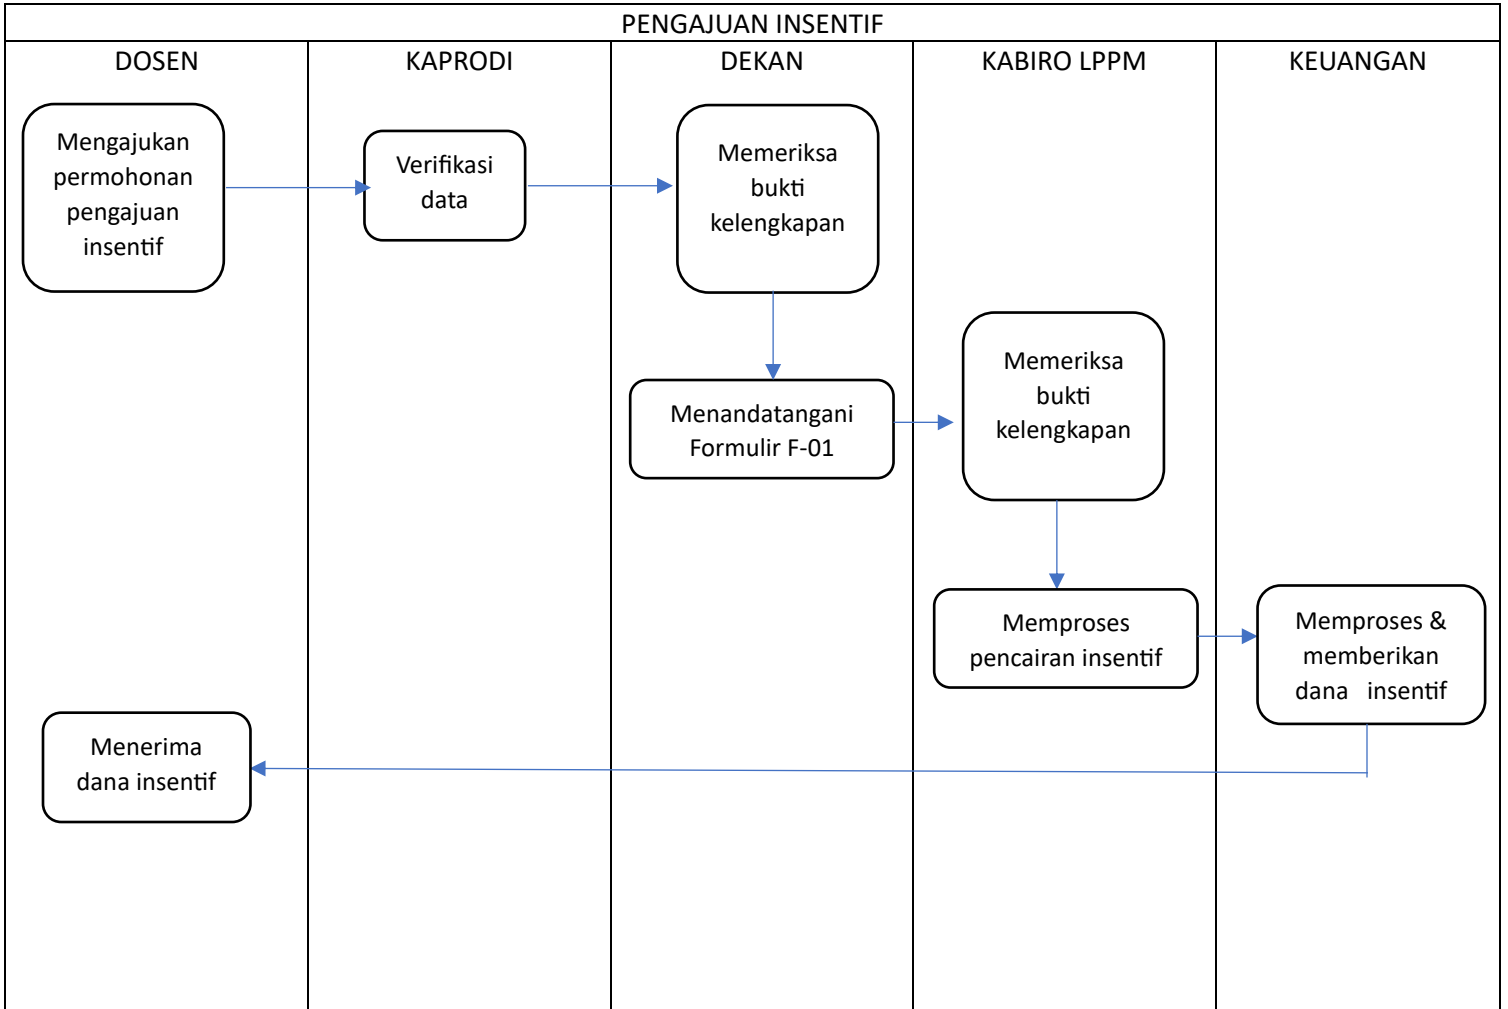 PENGAJUAN INSENTIF
DOSEN
KAPRODI
DEKAN
KABIRO LPPM
KEUANGAN
Mengajukan
permohonan
pengajuan
insentif
Verifikasi
data
Memeriksa
bukti
kelengkapan
Menandatangani
Formulir F-01
Memeriksa
bukti
kelengkapan
Memproses
pencairan insentif
Memproses &
memberikan
dana insentif
Menerima
dana insentif